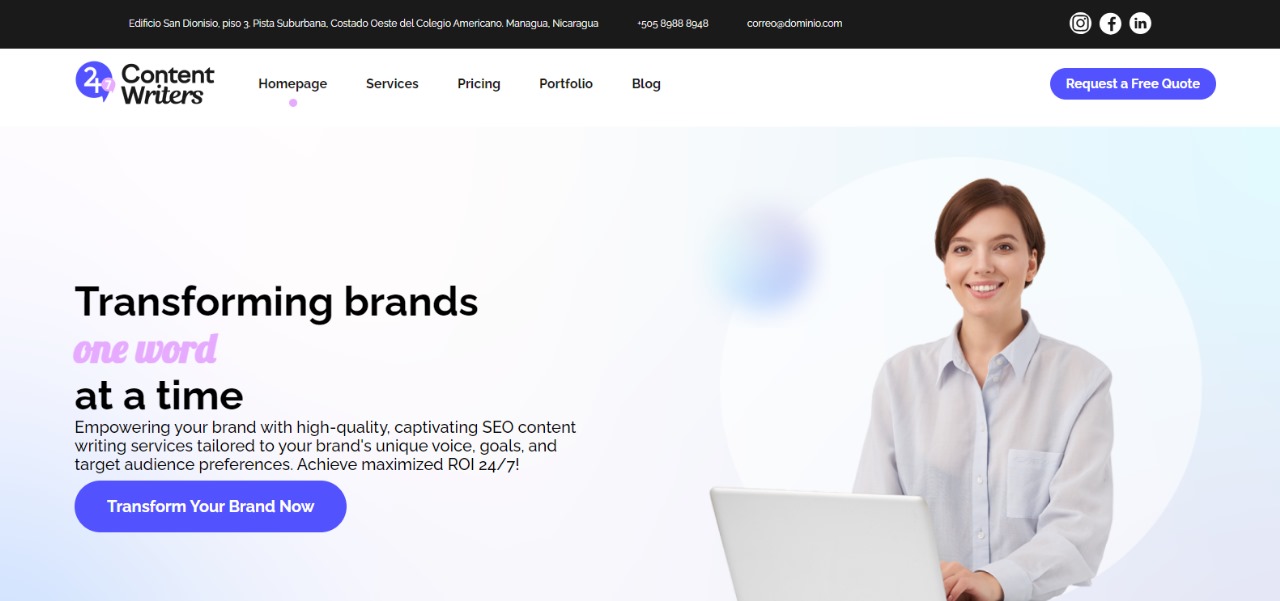 Edificio San Dionisio, piso 3. Pista Suburbana, Costado Oeste del Colegio Americano. Managua, Nicaragua
+505 8988 8948
correo@dominio.com
247 Content
Writers
Homepage
Services
Pricing
Portfolio
Blog
Request a Free Quote
Transforming brands
one word
at a time
Empowering your brand with high-quality, captivating SEO content
writing services tailored to your brand's unique voice, goals, and
target audience preferences. Achieve maximized ROI 24/7!
Transform Your Brand Now